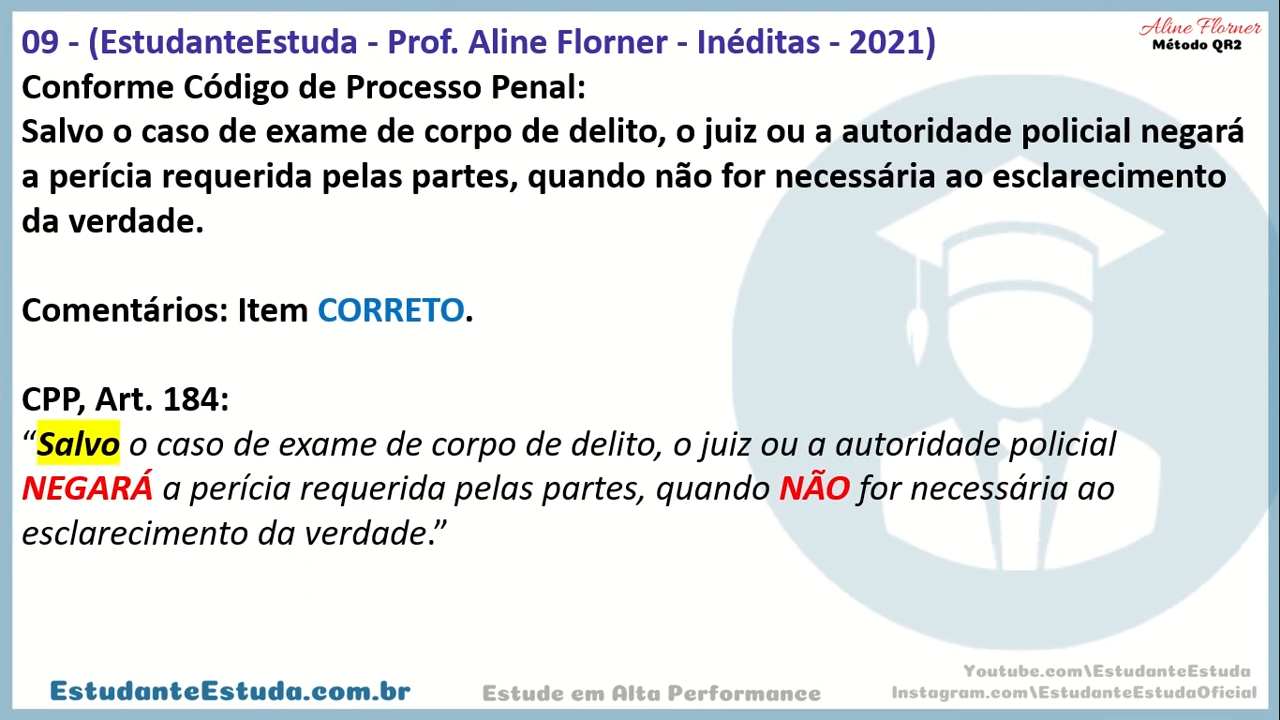 09 - (EstudanteEstuda - Prof. Aline Florner - Inéditas - 2021)
Aline Florner
Método QR2
Conforme Código de Processo Penal:
Salvo o caso de exame de corpo de delito, o juiz ou a autoridade policial negará
a perícia requerida pelas partes, quando não for necessária ao esclarecimento
da verdade.
Comentários: Item CORRETO.
CPP, Art. 184:
“Salvo o caso de exame de corpo de delito, o juiz ou a autoridade policial
NEGARÁ a perícia requerida pelas partes, quando NÃO for necessária ao
esclarecimento da verdade.”
EstudanteEstuda.com.br
Estude em Alta Performance
Youtube.com\EstudanteEstuda
Instagram.com\EstudanteEstudaOficial